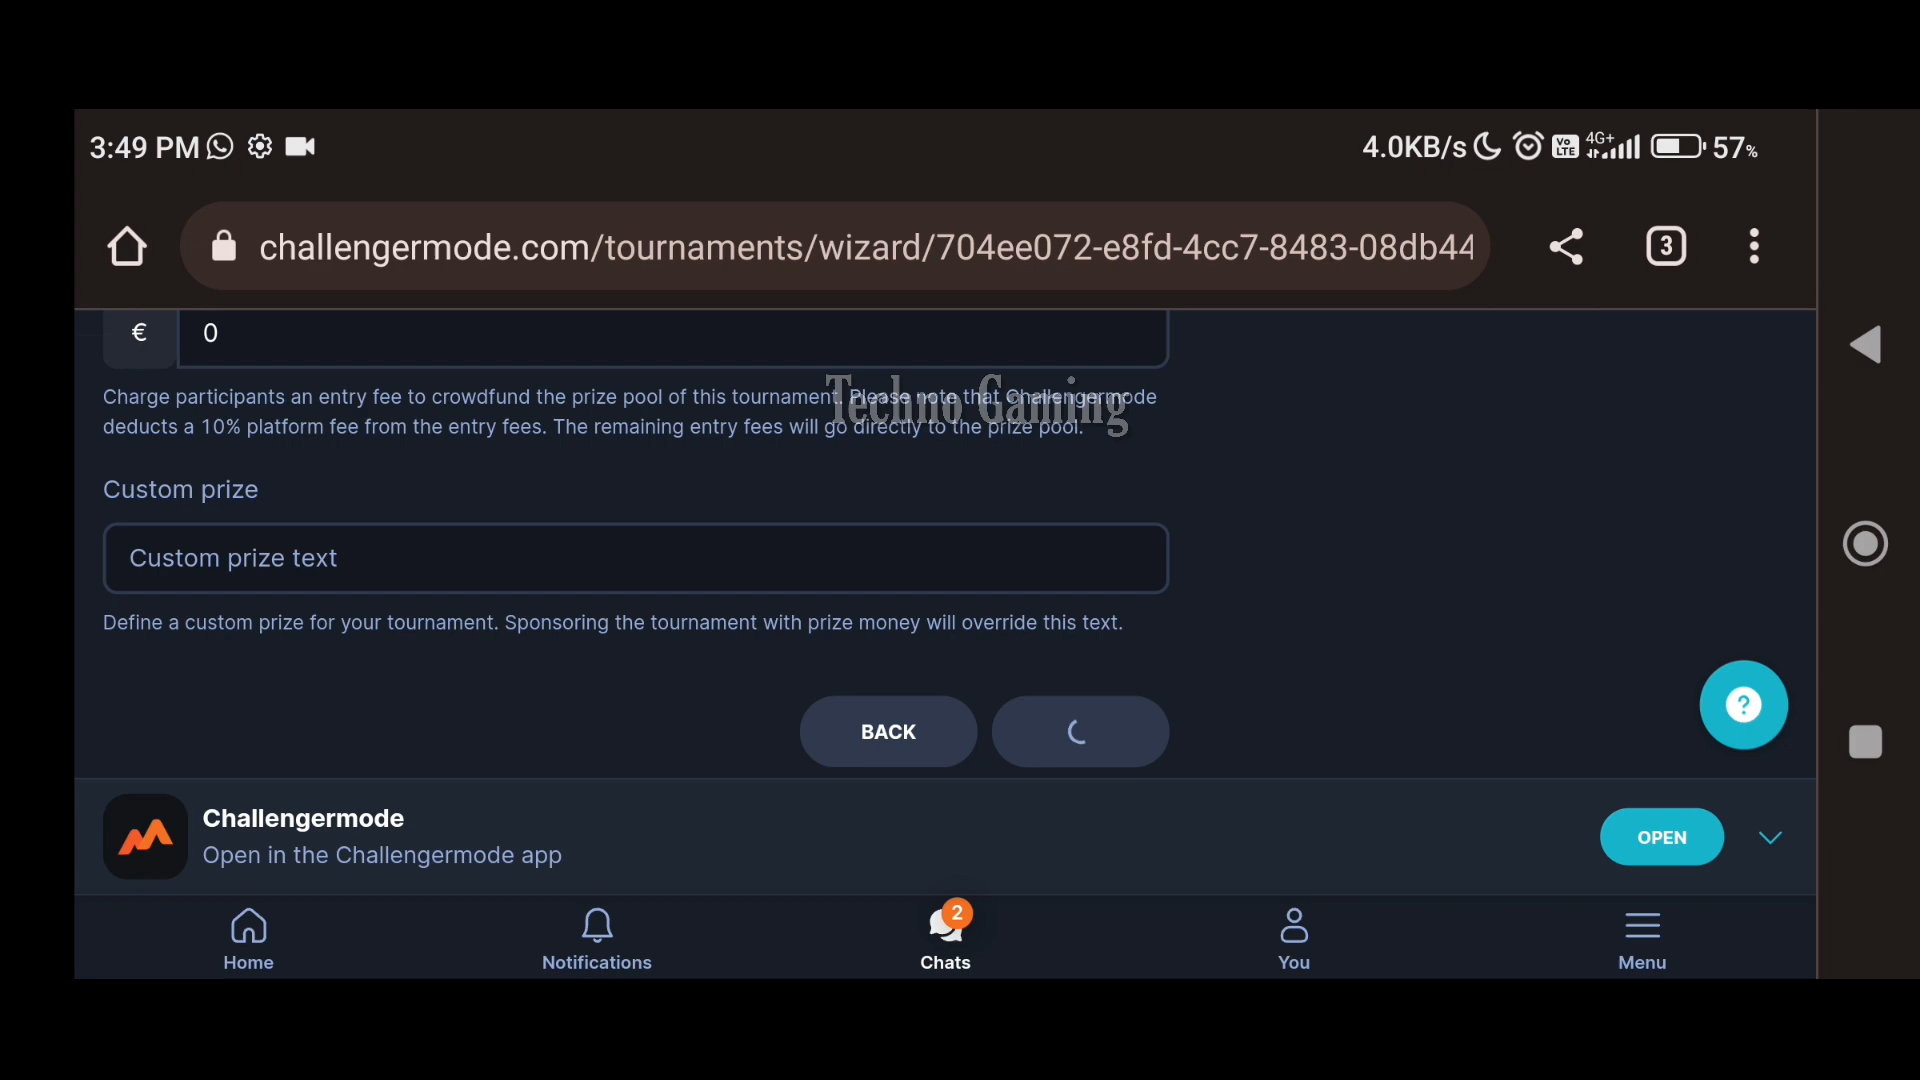 3:49 PM
4.0KB/s Vo LTE 4G+ 57%
challengermode.com/tournaments/wizard/704ee072-e8fd-4cc7-8483-08db44
3
€ 0
Charge participants an entry fee to crowdfund the prize pool of this tournament. Please note that Challengermode
deducts a 10% platform fee from the entry fees. The remaining entry fees will go directly to the prize pool.
Techno Gaming
Custom prize
Custom prize text
Define a custom prize for your tournament. Sponsoring the tournament with prize money will override this text.
?
BACK
Challengermode
Open in the Challengermode app
OPEN
2
Home Notifications Chats You Menu